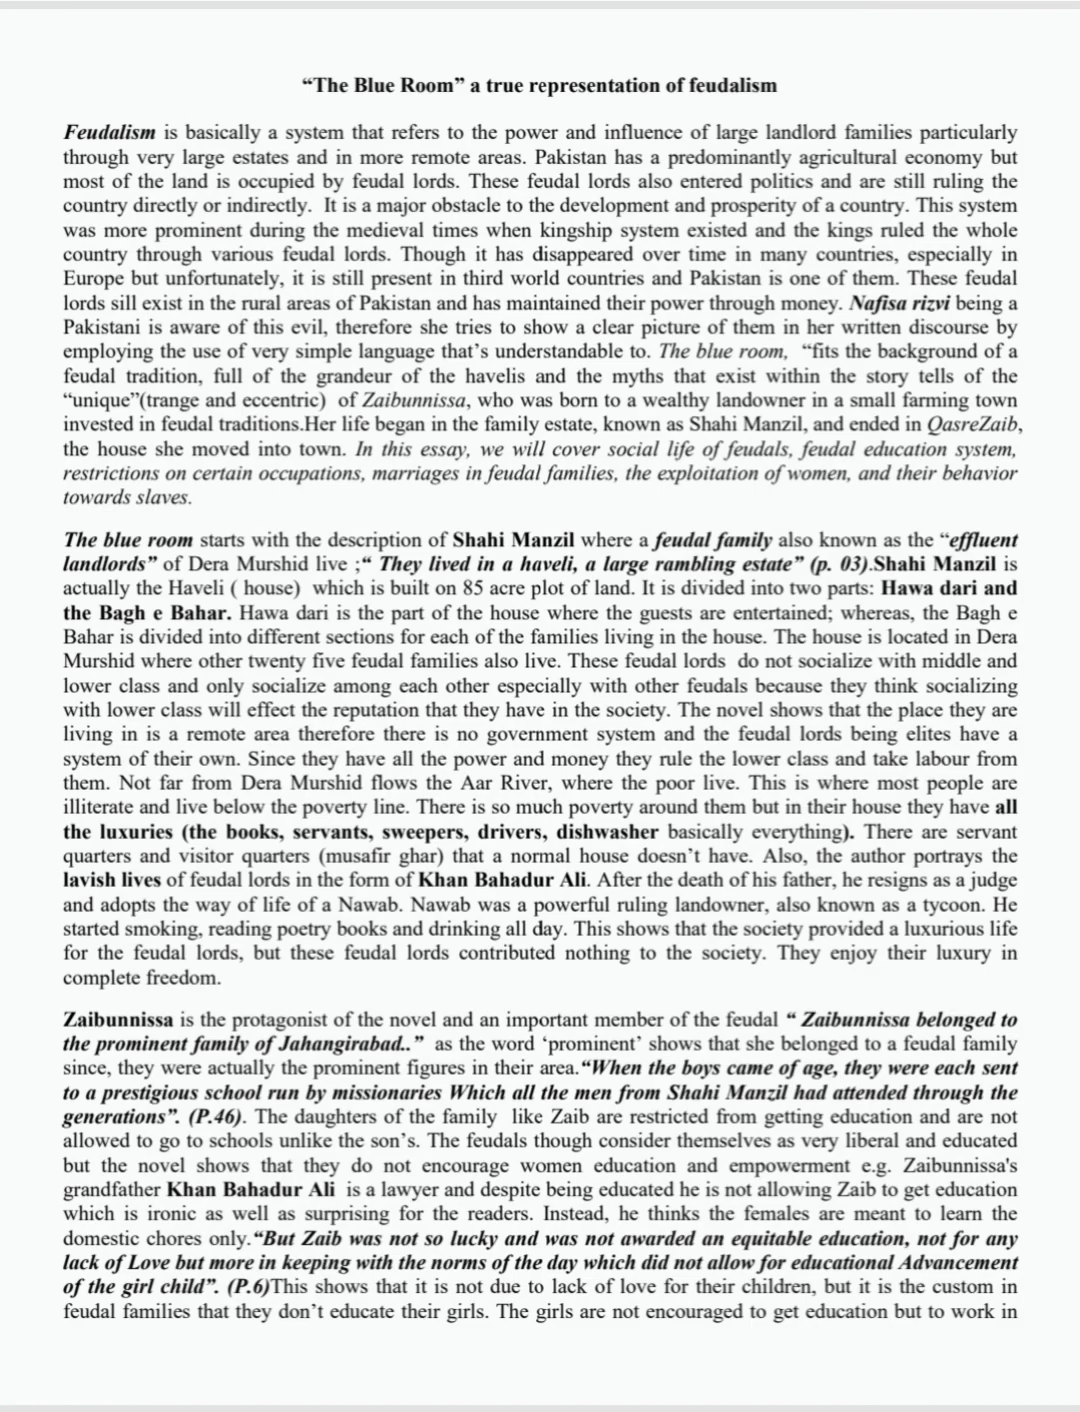 “The Blue Room” a true representation of feudalism
Feudalism is basically a system that refers to the power and influence of large landlord families particularly
through very large estates and in more remote areas. Pakistan has a predominantly agricultural economy but
most of the land is occupied by feudal lords. These feudal lords also entered politics and are still ruling the
country directly or indirectly.  It is a major obstacle to the development and prosperity of a country. This system
was more prominent during the medieval times when kingship system existed and the kings ruled the whole
country through various feudal lords. Though it has disappeared over time in many countries, especially in
Europe but unfortunately, it is still present in third world countries and Pakistan is one of them. These feudal
lords sill exist in the rural areas of Pakistan and has maintained their power through money. Nafisa rizvi being a
Pakistani is aware of this evil, therefore she tries to show a clear picture of them in her written discourse by
employing the use of very simple language that’s understandable to. The blue room,  “fits the background of a
feudal tradition, full of the grandeur of the havelis and the myths that exist within the story tells of the
“unique”(trange and eccentric)  of Zaibunnissa, who was born to a wealthy landowner in a small farming town
invested in feudal traditions.Her life began in the family estate, known as Shahi Manzil, and ended in QasreZaib,
the house she moved into town. In this essay, we will cover social life of feudals, feudal education system,
restrictions on certain occupations, marriages in feudal families, the exploitation of women, and their behavior
towards slaves.
The blue room starts with the description of Shahi Manzil where a feudal family also known as the “effluent
landlords” of Dera Murshid live ;“ They lived in a haveli, a large rambling estate” (p. 03).Shahi Manzil is
actually the Haveli ( house)  which is built on 85 acre plot of land. It is divided into two parts: Hawa dari and
the Bagh e Bahar. Hawa dari is the part of the house where the guests are entertained; whereas, the Bagh e
Bahar is divided into different sections for each of the families living in the house. The house is located in Dera
Murshid where other twenty five feudal families also live. These feudal lords  do not socialize with middle and
lower class and only socialize among each other especially with other feudals because they think socializing
with lower class will effect the reputation that they have in the society. The novel shows that the place they are
living in is a remote area therefore there is no government system and the feudal lords being elites have a
system of their own. Since they have all the power and money they rule the lower class and take labour from
them. Not far from Dera Murshid flows the Aar River, where the poor live. This is where most people are
illiterate and live below the poverty line. There is so much poverty around them but in their house they have all
the luxuries (the books, servants, sweepers, drivers, dishwasher basically everything). There are servant
quarters and visitor quarters (musafir ghar) that a normal house doesn’t have. Also, the author portrays the
lavish lives of feudal lords in the form of Khan Bahadur Ali. After the death of his father, he resigns as a judge
and adopts the way of life of a Nawab. Nawab was a powerful ruling landowner, also known as a tycoon. He
started smoking, reading poetry books and drinking all day. This shows that the society provided a luxurious life
for the feudal lords, but these feudal lords contributed nothing to the society. They enjoy their luxury in
complete freedom.
Zaibunnissa is the protagonist of the novel and an important member of the feudal “ Zaibunnissa belonged to
the prominent family of Jahangirabad..”  as the word ‘prominent’ shows that she belonged to a feudal family
since, they were actually the prominent figures in their area.“When the boys came of age, they were each sent
to a prestigious school run by missionaries Which all the men from Shahi Manzil had attended through the
generations”. (P.46). The daughters of the family  like Zaib are restricted from getting education and are not
allowed to go to schools unlike the son’s. The feudals though consider themselves as very liberal and educated
but the novel shows that they do not encourage women education and empowerment e.g. Zaibunnissa's
grandfather Khan Bahadur Ali  is a lawyer and despite being educated he is not allowing Zaib to get education
which is ironic as well as surprising for the readers. Instead, he thinks the females are meant to learn the
domestic chores only.“But Zaib was not so lucky and was not awarded an equitable education, not for any
lack of Love but more in keeping with the norms of the day which did not allow for educational Advancement
of the girl child”. (P.6)This shows that it is not due to lack of love for their children, but it is the custom in
feudal families that they don’t educate their girls. The girls are not encouraged to get education but to work in